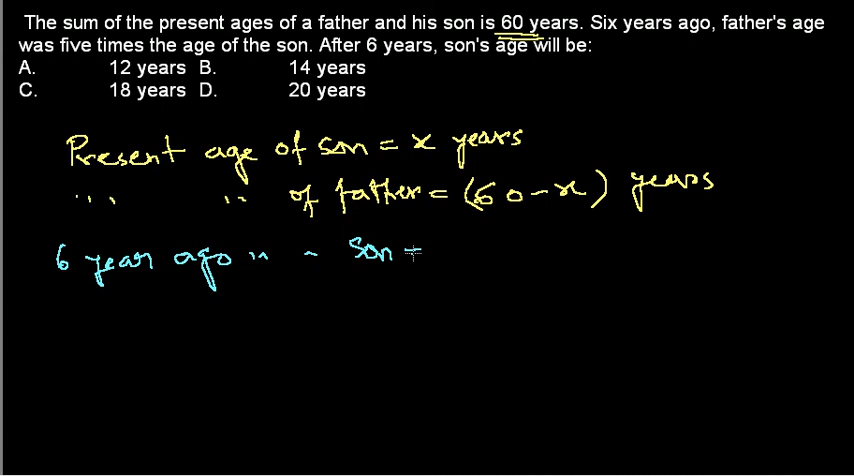 The sum of the present ages of a father and his son is 60 years. Six years ago, father's age
was five times the age of the son. After 6 years, son's age will be:
A. 12 years B. 14 years
C. 18 years D. 20 years
Present age of son = x years
" " of father = (60-x) years
6 year ago " " son =